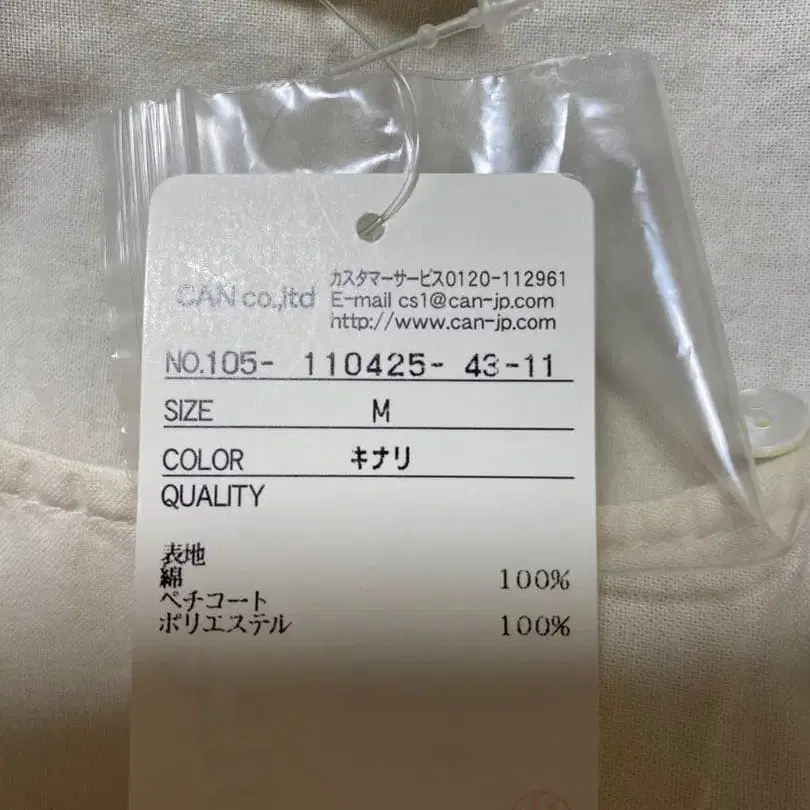 CAN co.,ltd
カスタマーサービス0120-112961
E-mail cs1@can-jp.com
http://www.can-jp.com
NO.105- 110425- 43-11
SIZE M
COLOR キナリ
QUALITY
表地
綿 100%
ペチコート
ポリエステル 100%